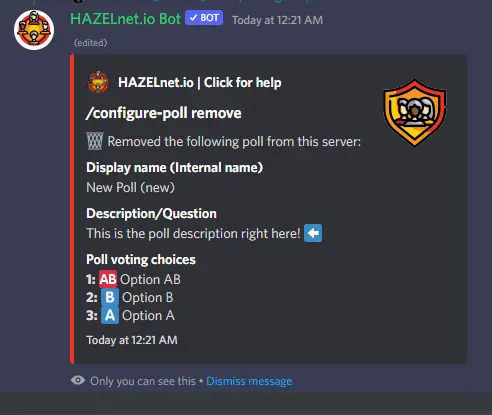 HAZELnet.io Bot ✓ BOT Today at 12:21 AM
(edited)
HAZELnet.io | Click for help
/configure-poll remove
🗑️ Removed the following poll from this server:
Display name (Internal name)
New Poll (new)
Description/Question
This is the poll description right here! ⬅️
Poll voting choices
1: 🆎 Option AB
2: 🅱️ Option B
3: 🅰️ Option A
Today at 12:21 AM
Only you can see this • Dismiss message